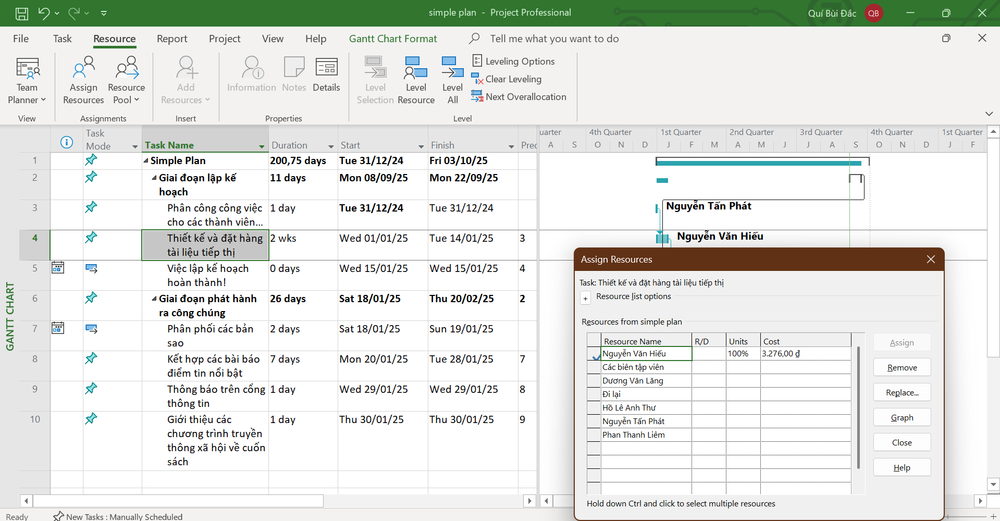 simple plan - Project Professional
Quí Bùi Đắc QB
File Task Resource Report Project View Help Gantt Chart Format Tell me what you want to do
Team Planner
Assign Resources
Resource Pool
Add Resources
Information
Notes
Details
Level Selection
Level Resource
Level All
Leveling Options
Clear Leveling
Next Overallocation
View Assignments Insert Properties Level
GANTT CHART
Task Mode Task Name Duration Start Finish Prec
uarter 4th Quarter 1st Quarter 2nd Quarter 3rd Quarter 4th Quarter 1st Quarter
A S O N D J F M A M J J A S O N D J F
1 Simple Plan 200,75 days Tue 31/12/24 Fri 03/10/25
2 Giai đoạn lập kế 11 days Mon 08/09/25 Mon 22/09/25
hoạch
3 Phân công công việc 1 day Tue 31/12/24 Tue 31/12/24
cho các thành viên...
Nguyễn Tấn Phát
4 Thiết kế và đặt hàng 2 wks Wed 01/01/25 Tue 14/01/25 3
tài liệu tiếp thị
Nguyễn Văn Hiếu
5 Việc lập kế hoạch 0 days Wed 15/01/25 Wed 15/01/25 4
hoàn thành!
6 Giai đoạn phát hành 26 days Sat 18/01/25 Thu 20/02/25 2
ra công chúng
7 Phân phối các bản 2 days Sat 18/01/25 Sun 19/01/25
sao
8 Kết hợp các bài báo 7 days Mon 20/01/25 Tue 28/01/25 7
điểm tin nổi bật
9 Thông báo trên cổng 1 day Wed 29/01/25 Wed 29/01/25 8
thông tin
10 Giới thiệu các 1 day Thu 30/01/25 Thu 30/01/25 9
chương trình truyền
thông xã hội về cuốn
sách
Assign Resources
Task: Thiết kế và đặt hàng tài liệu tiếp thị
+ Resource list options
Resources from simple plan
Resource Name R/D Units Cost
Nguyễn Văn Hiếu 100% 3.276,00 ₫
Các biên tập viên
Dương Văn Lăng
Đi lại
Hồ Lê Anh Thư
Nguyễn Tấn Phát
Phan Thanh Liêm
Assign
Remove
Replace...
Graph
Close
Help
Hold down Ctrl and click to select multiple resources
Ready New Tasks : Manually Scheduled